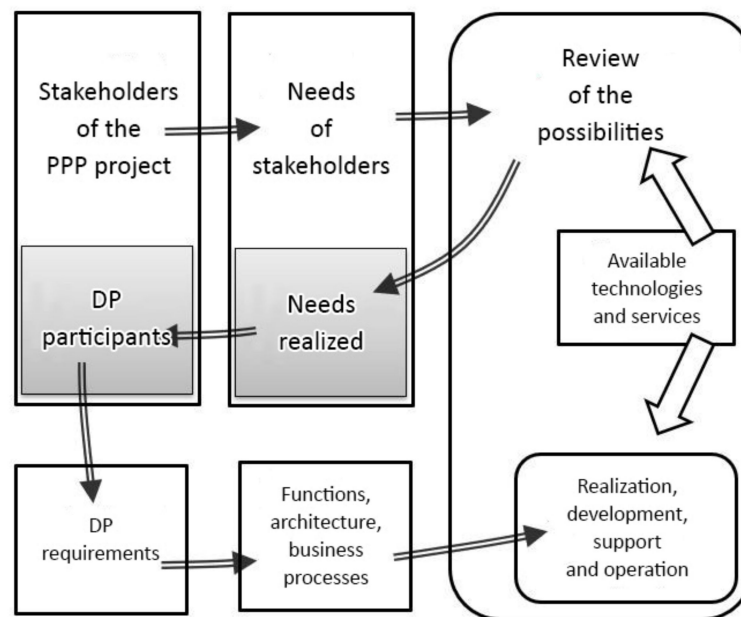 Stakeholders
of the
PPP project
Needs
of
stakeholders
Review
of the
possibilities
DP
participants
Needs
realized
Available
technologies
and services
DP
requirements
Functions,
architecture,
business
processes
Realization,
development,
support
and operation